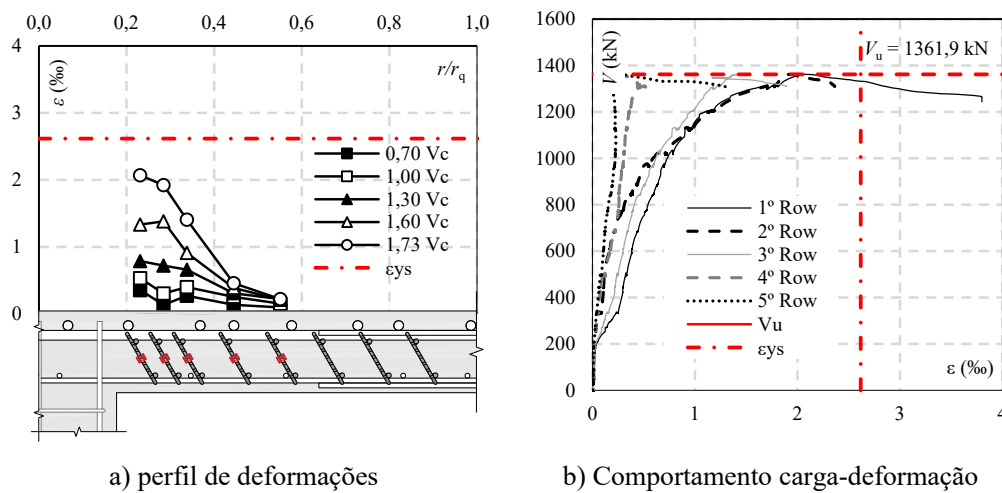 0,0 0,2 0,4 0,6 0,8 1,0
r/rq
ε (‰)
4
3
2
1
0
0,70 Vc
1,00 Vc
1,30 Vc
1,60 Vc
1,73 Vc
εys
a) perfil de deformações
1600
1400
1200
1000
800
600
400
200
0
V (kN)
Vu = 1361,9 kN
1º Row
2º Row
3º Row
4º Row
5º Row
Vu
εys
ε (‰)
0 1 2 3 4
b) Comportamento carga-deformação